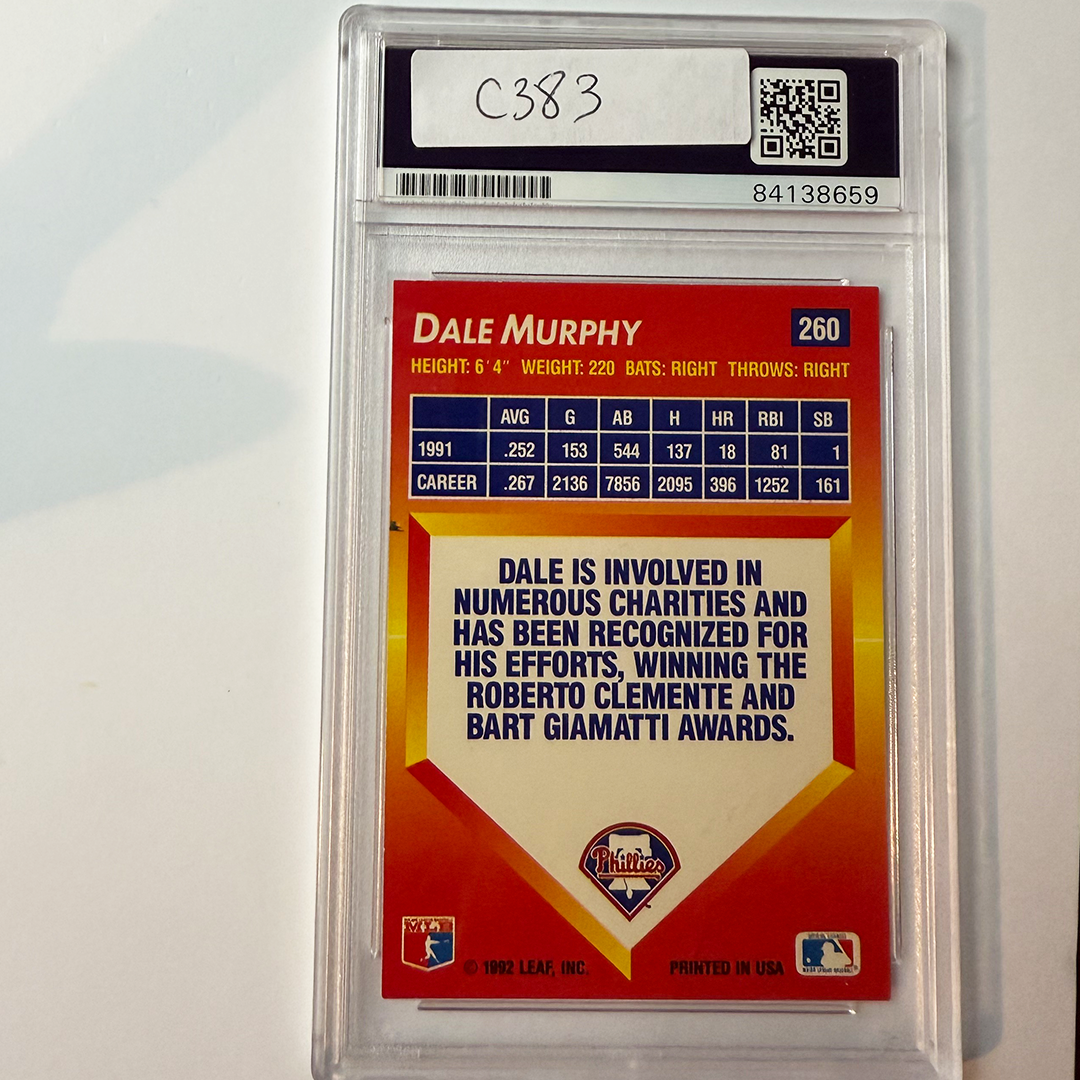 C383
84138659
DALE MURPHY 260
HEIGHT: 6'4" WEIGHT: 220 BATS: RIGHT THROWS: RIGHT
AVG G AB H HR RBI SB
1991 .252 153 544 137 18 81 1
CAREER .267 2136 7856 2095 396 1252 161
DALE IS INVOLVED IN
NUMEROUS CHARITIES AND
HAS BEEN RECOGNIZED FOR
HIS EFFORTS, WINNING THE
ROBERTO CLEMENTE AND
BART GIAMATTI AWARDS.
Phillies
© 1992 LEAF, INC. PRINTED IN USA